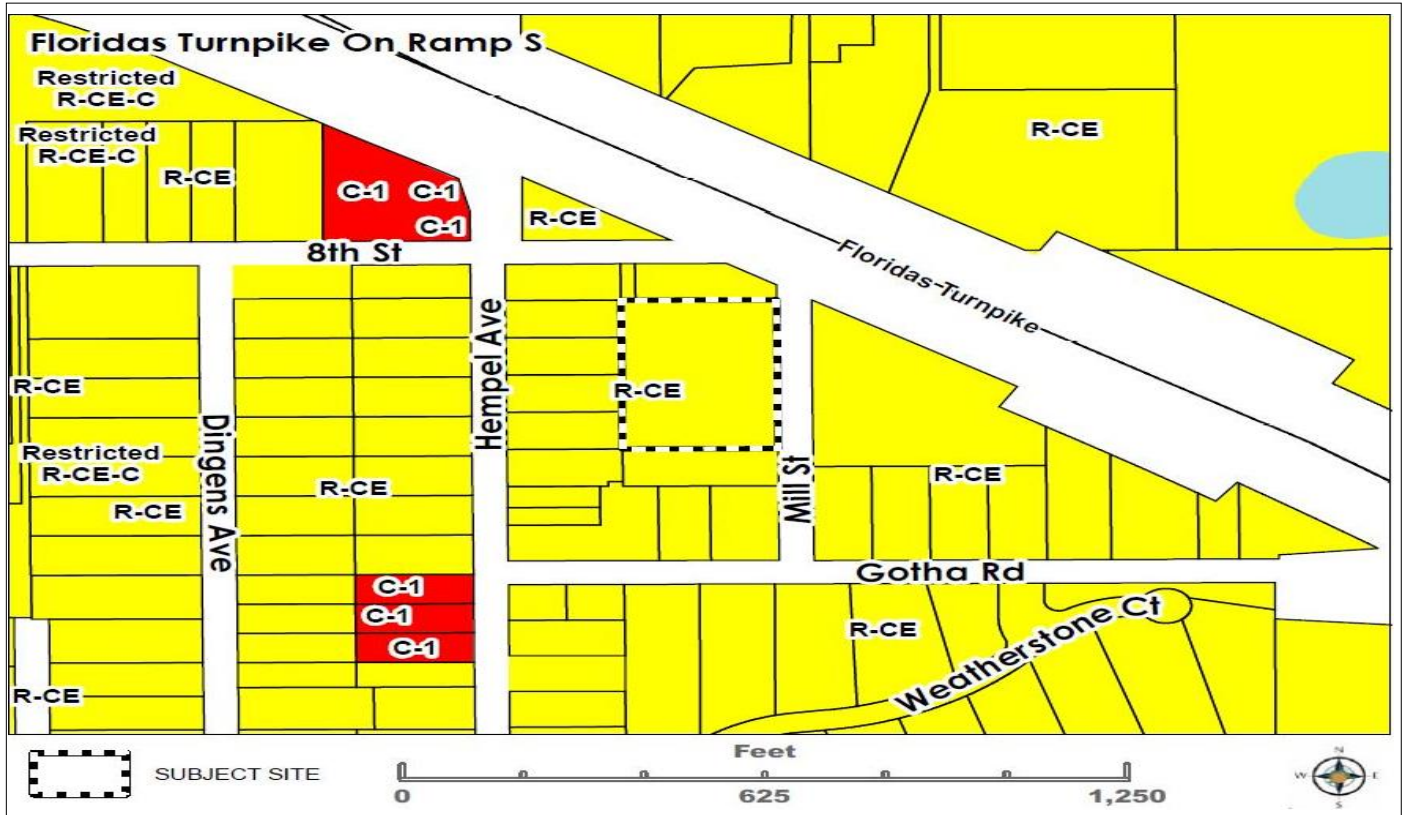 Floridas Turnpike On Ramp S
Restricted
R-CE-C
Restricted
R-CE-C
R-CE
C-1 C-1
C-1
R-CE
R-CE
8th St
Floridas-Turnpike
Hempel Ave
R-CE
R-CE
Dingens Ave
Restricted
R-CE-C
R-CE
R-CE
Mill St
R-CE
C-1
C-1
C-1
Gotha Rd
R-CE
Weatherstone Ct
R-CE
SUBJECT SITE
Feet
0 625 1,250
N
W E
S